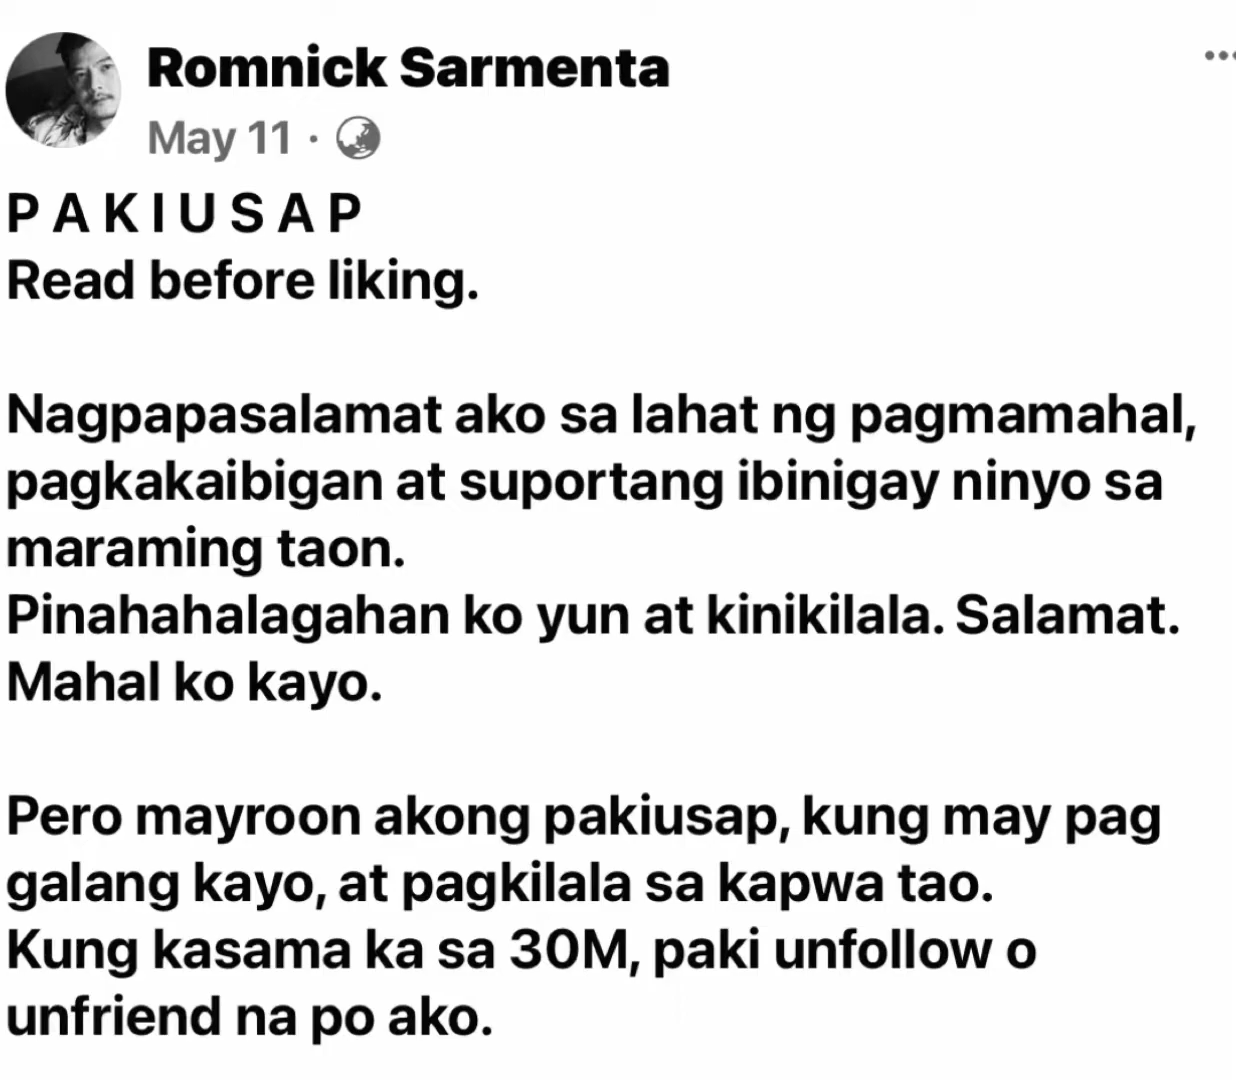 Romnick Sarmenta
May 11 ·
P A K I U S A P
Read before liking.
Nagpapasalamat ako sa lahat ng pagmamahal,
pagkakaibigan at suportang ibinigay ninyo sa
maraming taon.
Pinahahalagahan ko yun at kinikilala. Salamat.
Mahal ko kayo.
Pero mayroon akong pakiusap, kung may pag
galang kayo, at pagkilala sa kapwa tao.
Kung kasama ka sa 30M, paki unfollow o
unfriend na po ako.